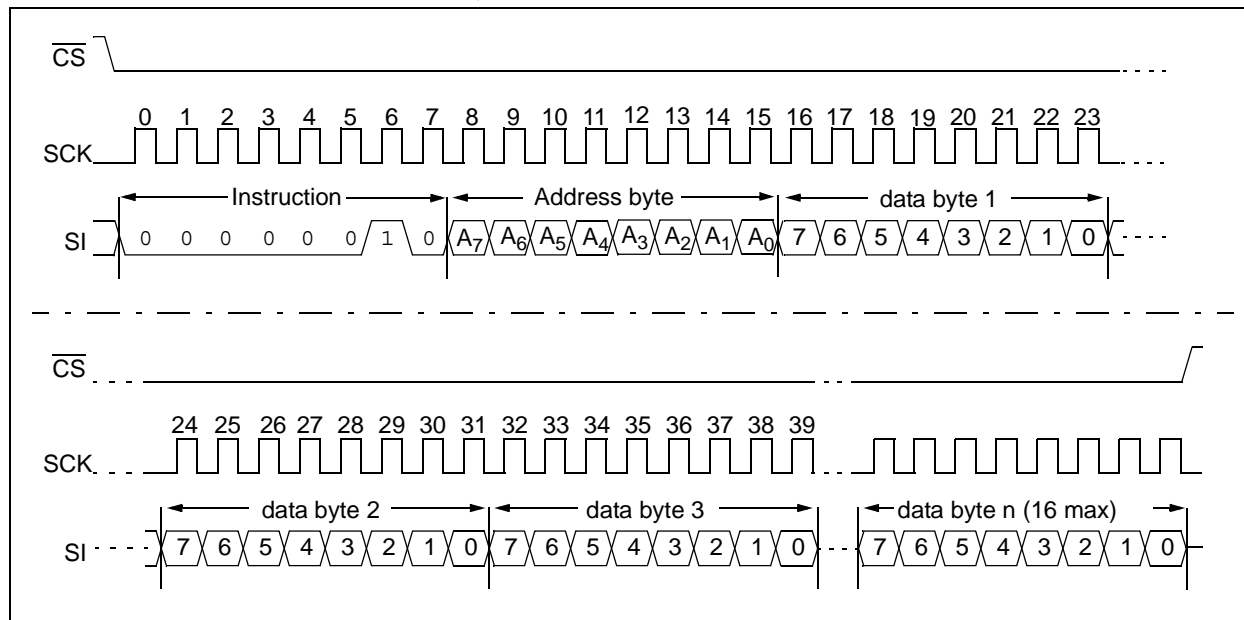 CS
0 1 2 3 4 5 6 7 8 9 10 11 12 13 14 15 16 17 18 19 20 21 22 23
SCK
Instruction Address byte data byte 1
SI 0 0 0 0 0 0 1 0 A7 A6 A5 A4 A3 A2 A1 A0 7 6 5 4 3 2 1 0
CS
24 25 26 27 28 29 30 31 32 33 34 35 36 37 38 39
SCK
data byte 2 data byte 3 data byte n (16 max)
SI 7 6 5 4 3 2 1 0 7 6 5 4 3 2 1 0 7 6 5 4 3 2 1 0